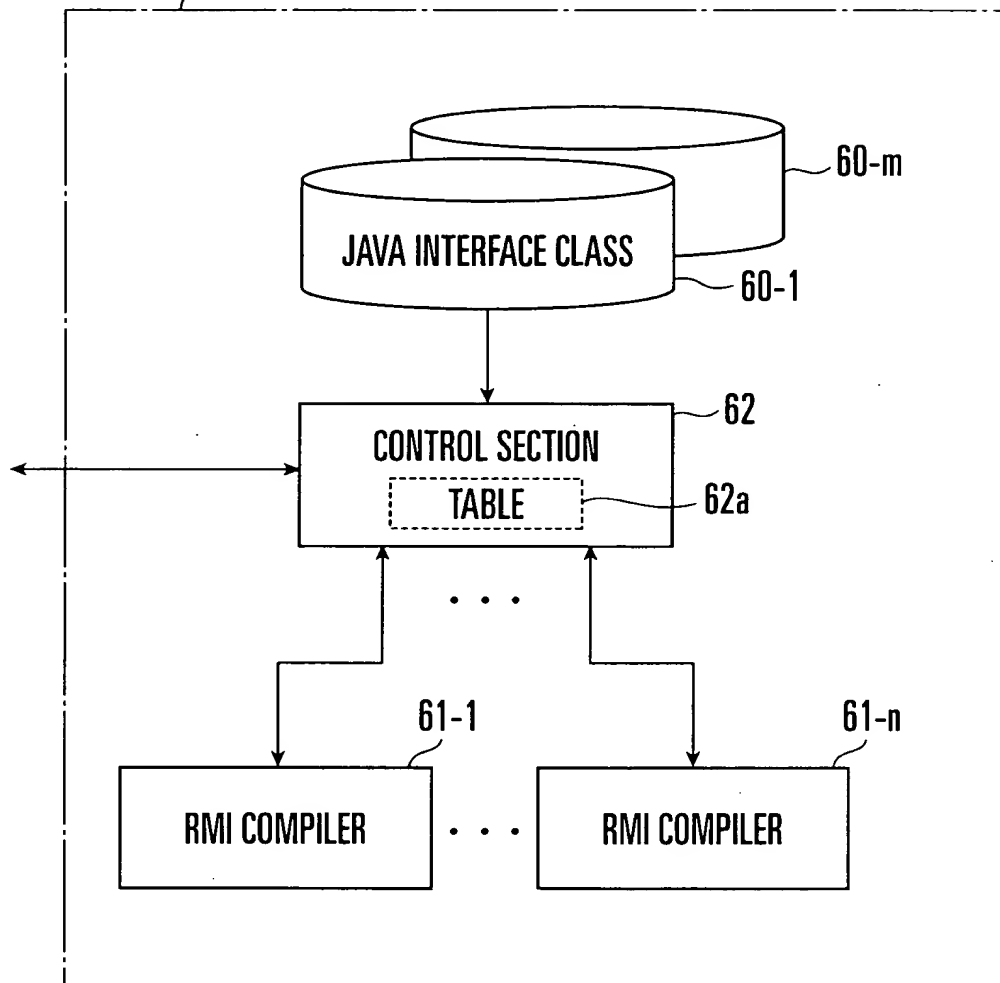 60-m
JAVA INTERFACE CLASS
60-1
62
CONTROL SECTION
TABLE
62a
. . .
61-1
61-n
RMI COMPILER
. . .
RMI COMPILER